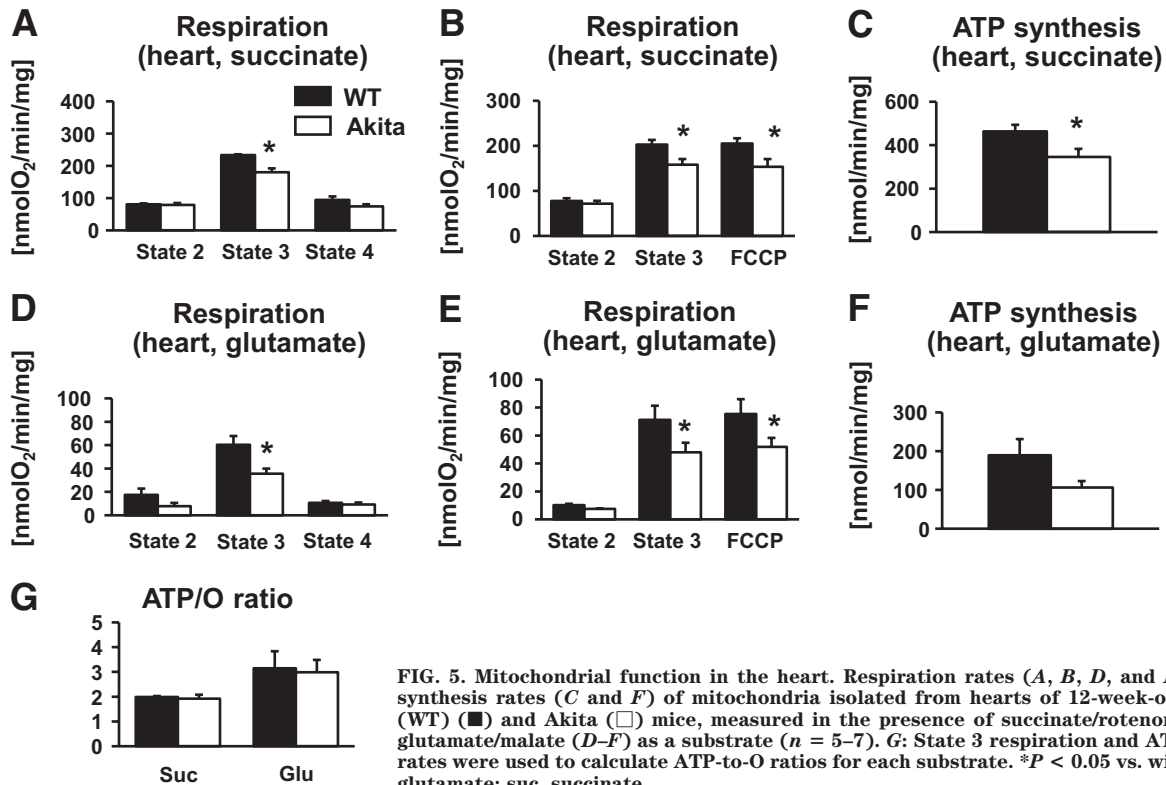 A
Respiration
(heart, succinate)
[nmolO₂/min/mg]
400
300
200
100
0
State 2
State 3
State 4
WT
Akita
*
B
Respiration
(heart, succinate)
[nmolO₂/min/mg]
300
200
100
0
State 2
State 3
FCCP
*
*
C
ATP synthesis
(heart, succinate)
[nmol/min/mg]
600
400
200
0
*
D
Respiration
(heart, glutamate)
[nmolO₂/min/mg]
100
80
60
40
20
0
State 2
State 3
State 4
*
E
Respiration
(heart, glutamate)
[nmolO₂/min/mg]
100
80
60
40
20
0
State 2
State 3
FCCP
*
*
F
ATP synthesis
(heart, glutamate)
[nmol/min/mg]
300
200
100
0
G
ATP/O ratio
5
4
3
2
1
0
Suc
Glu
FIG. 5. Mitochondrial function in the heart. Respiration rates (A, B, D, and
synthesis rates (C and F) of mitochondria isolated from hearts of 12-week-o
(WT) (■) and Akita (□) mice, measured in the presence of succinate/roteno
glutamate/malate (D–F) as a substrate (n = 5–7). G: State 3 respiration and AT
rates were used to calculate ATP-to-O ratios for each substrate. *P < 0.05 vs. wi